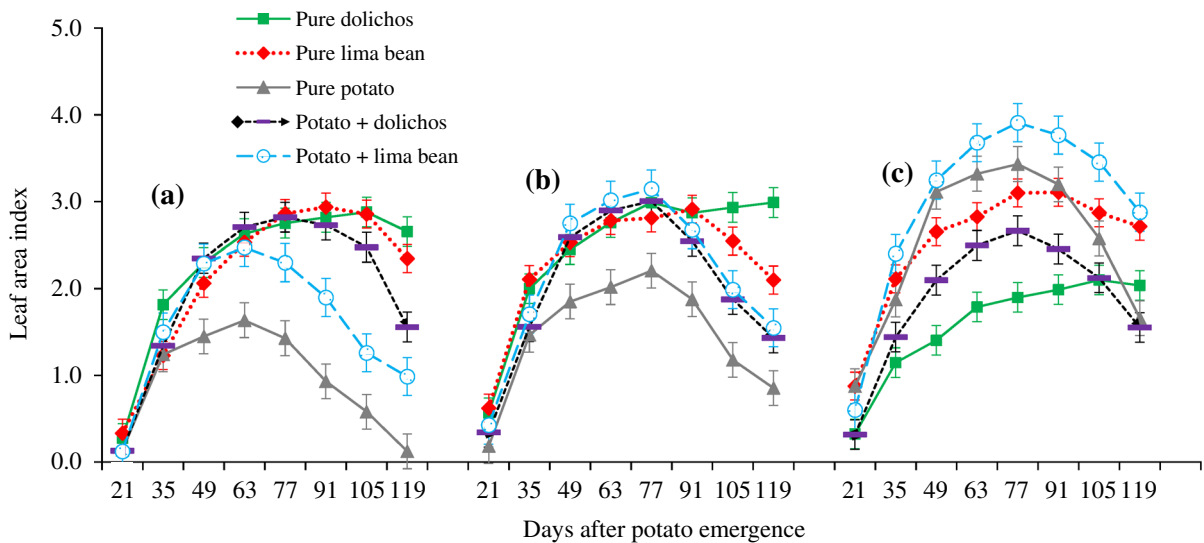 Pure dolichos
Pure lima bean
Pure potato
Potato + dolichos
Potato + lima bean
(a)
(b)
(c)
Leaf area index
5.0
4.0
3.0
2.0
1.0
0.0
21 35 49 63 77 91 105 119 21 35 49 63 77 91 105 119 21 35 49 63 77 91 105 119
Days after potato emergence